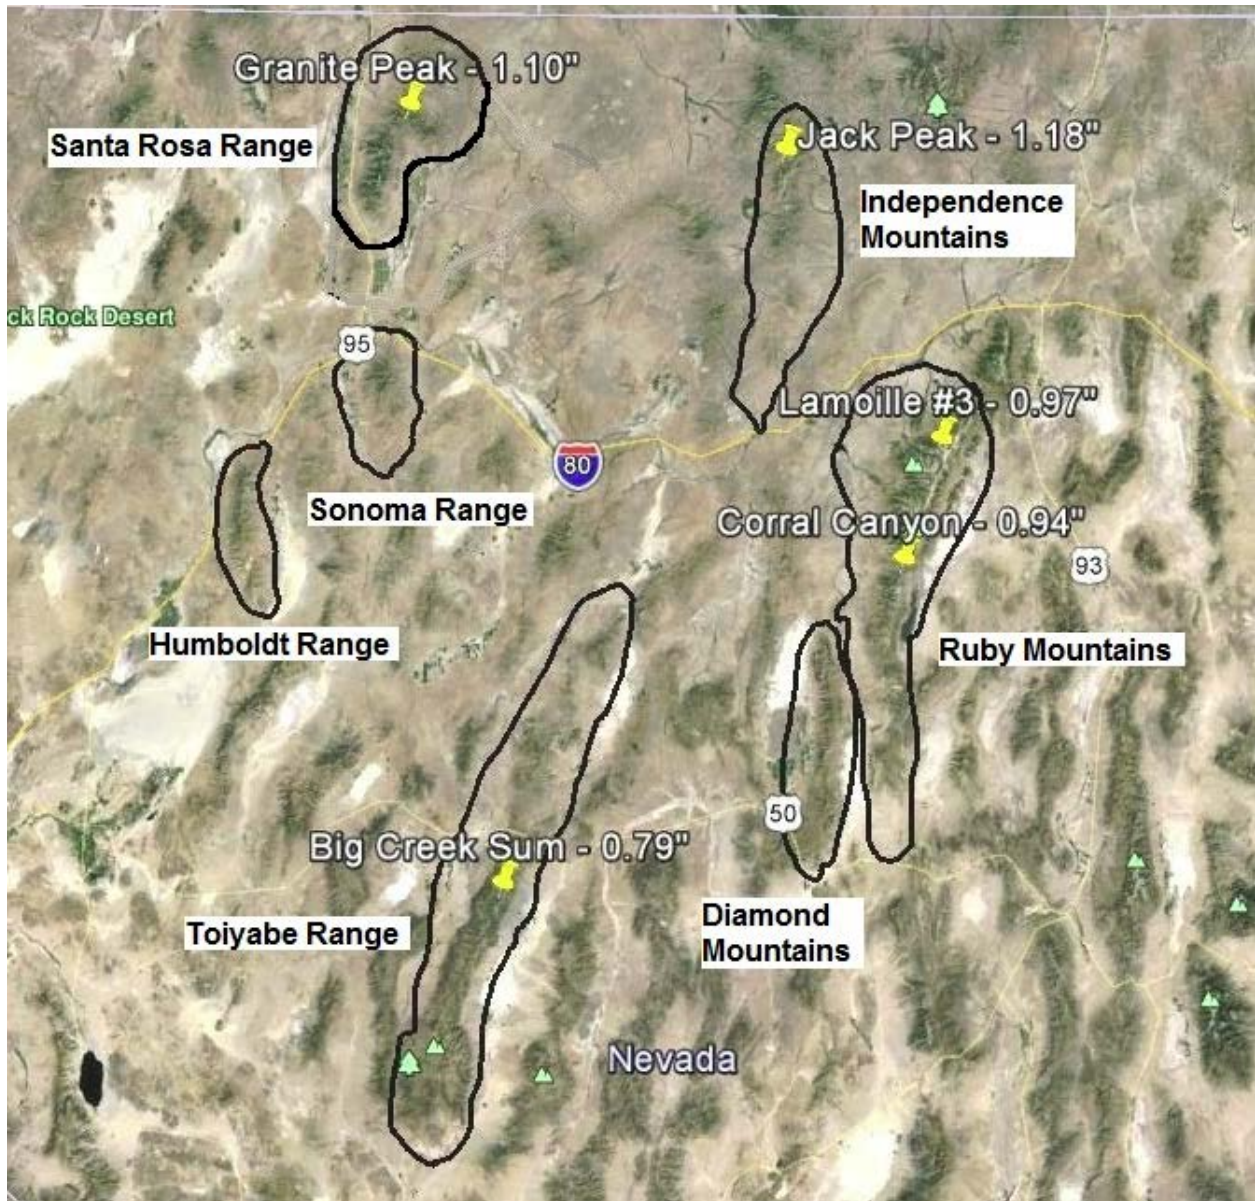 Granite Peak - 1.10"
Santa Rosa Range
Jack Peak - 1.18"
Independence
Mountains
ck Rock Desert
95
Lamoille #3 - 0.97"
80
Sonoma Range
Corral Canyon - 0.94"
93
Humboldt Range
Ruby Mountains
50
Big Creek Sum - 0.79"
Toiyabe Range
Diamond
Mountains
Nevada